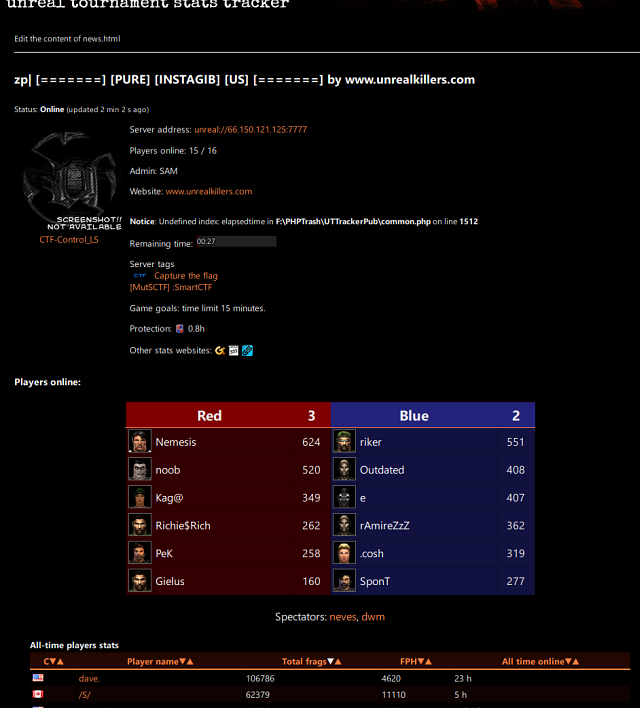 unreal tournament stats tracker
Edit the content of news.html
zp| [=======] [PURE] [INSTAGIB] [US] [=======] by www.unrealkillers.com
Status: Online (updated 2 min 2 s ago)
SCREENSHOT!!
NOT AVAILABLE
CTF-Control_LS
Server address: unreal://66.150.121.125:7777
Players online: 15 / 16
Admin: SAM
Website: www.unrealkillers.com
Notice: Undefined index: elapsedtime in F:\PHPTrash\UTTrackerPub\common.php on line 1512
Remaining time: 00:27
Server tags
CTF Capture the flag
[MutSCTF] :SmartCTF
Game goals: time limit 15 minutes.
Protection: 0.8h
Other stats websites:
Players online:
Red 3 Blue 2
Nemesis 624 riker 551
noob 520 Outdated 408
Kag@ 349 e 407
Richie$Rich 262 rAmireZzZ 362
PeK 258 .cosh 319
Gielus 160 SponT 277
Spectators: neves, dwm
All-time players stats
C▼▲ Player name▼▲ Total frags▼▲ FPH▼▲ All time online▼▲
dave. 106786 4620 23 h
/S/ 62379 11110 5 h